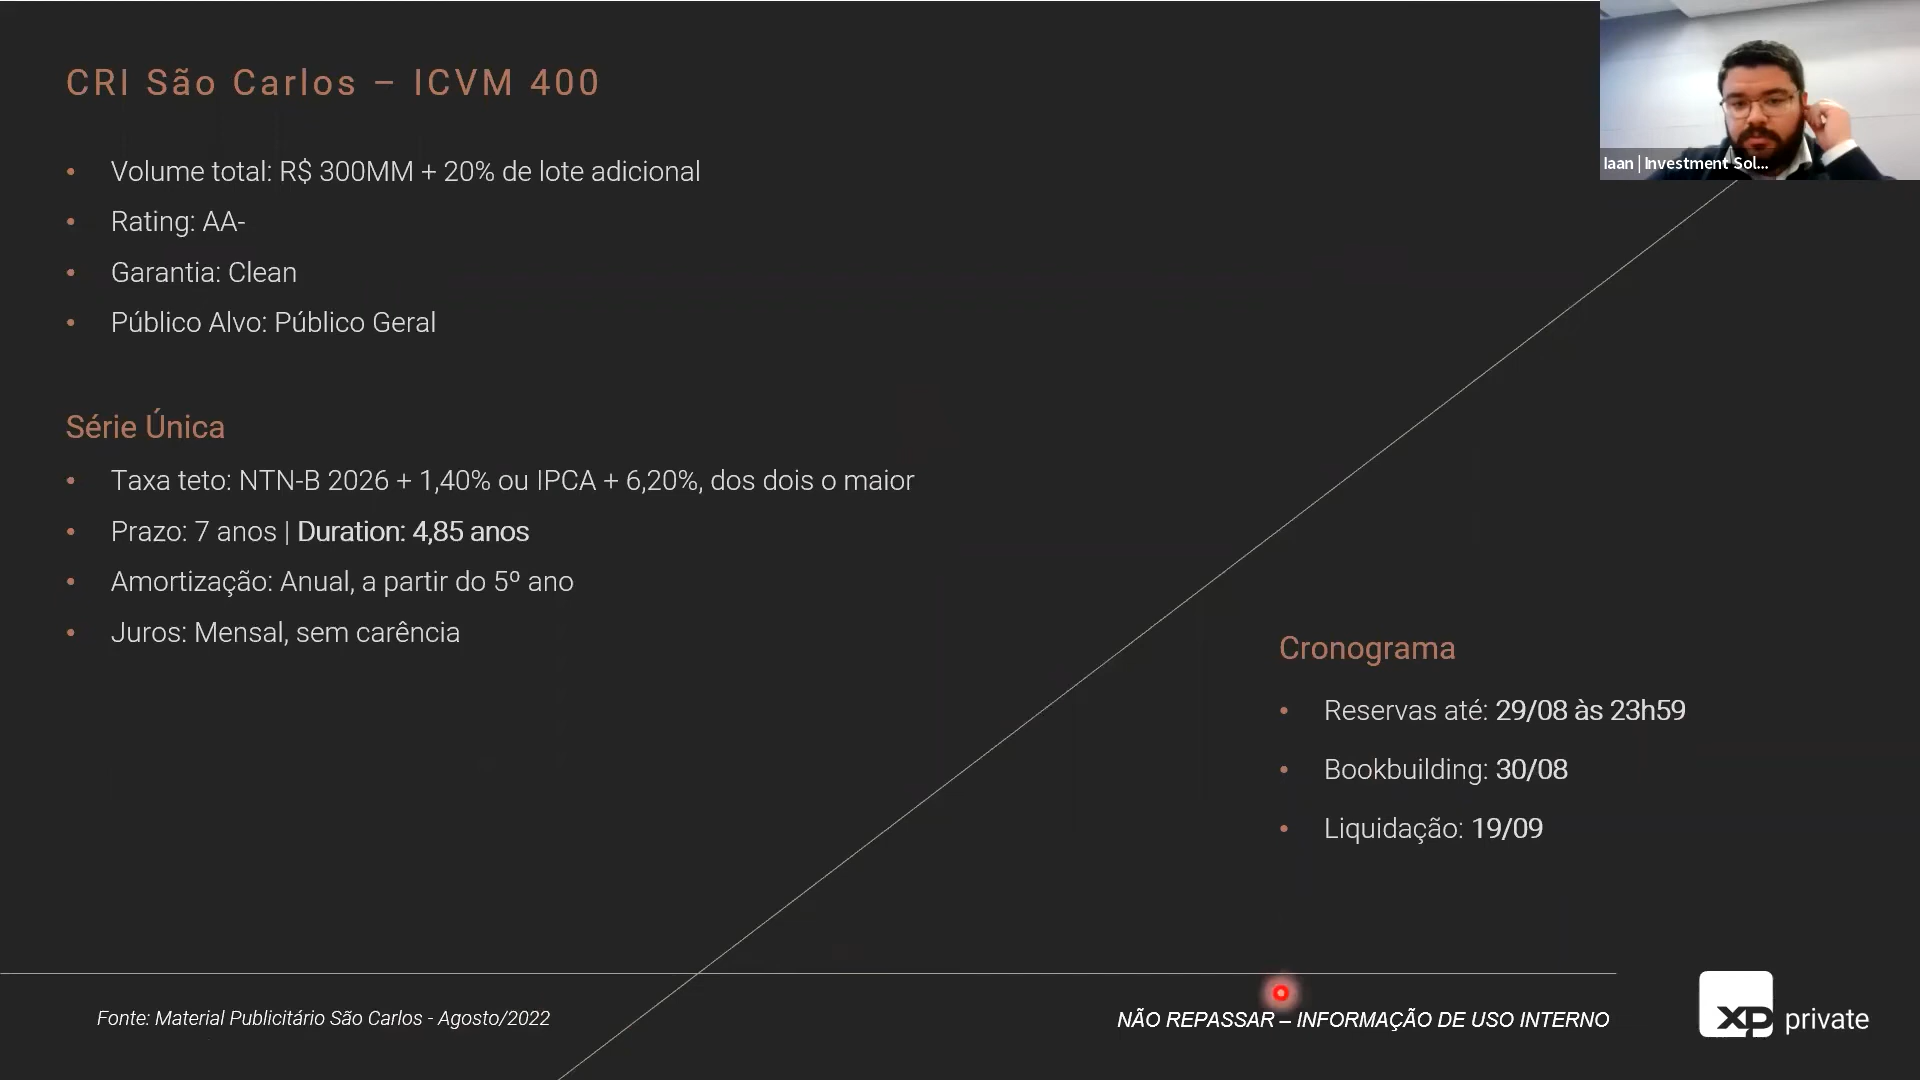 CRI São Carlos – ICVM 400
• Volume total: R$ 300MM + 20% de lote adicional
• Rating: AA-
• Garantia: Clean
• Público Alvo: Público Geral
Série Única
• Taxa teto: NTN-B 2026 + 1,40% ou IPCA + 6,20%, dos dois o maior
• Prazo: 7 anos | Duration: 4,85 anos
• Amortização: Anual, a partir do 5º ano
• Juros: Mensal, sem carência
Iaan | Investment Sol...
Cronograma
• Reservas até: 29/08 às 23h59
• Bookbuilding: 30/08
• Liquidação: 19/09
Fonte: Material Publicitário São Carlos - Agosto/2022
NÃO REPASSAR – INFORMAÇÃO DE USO INTERNO
xp private